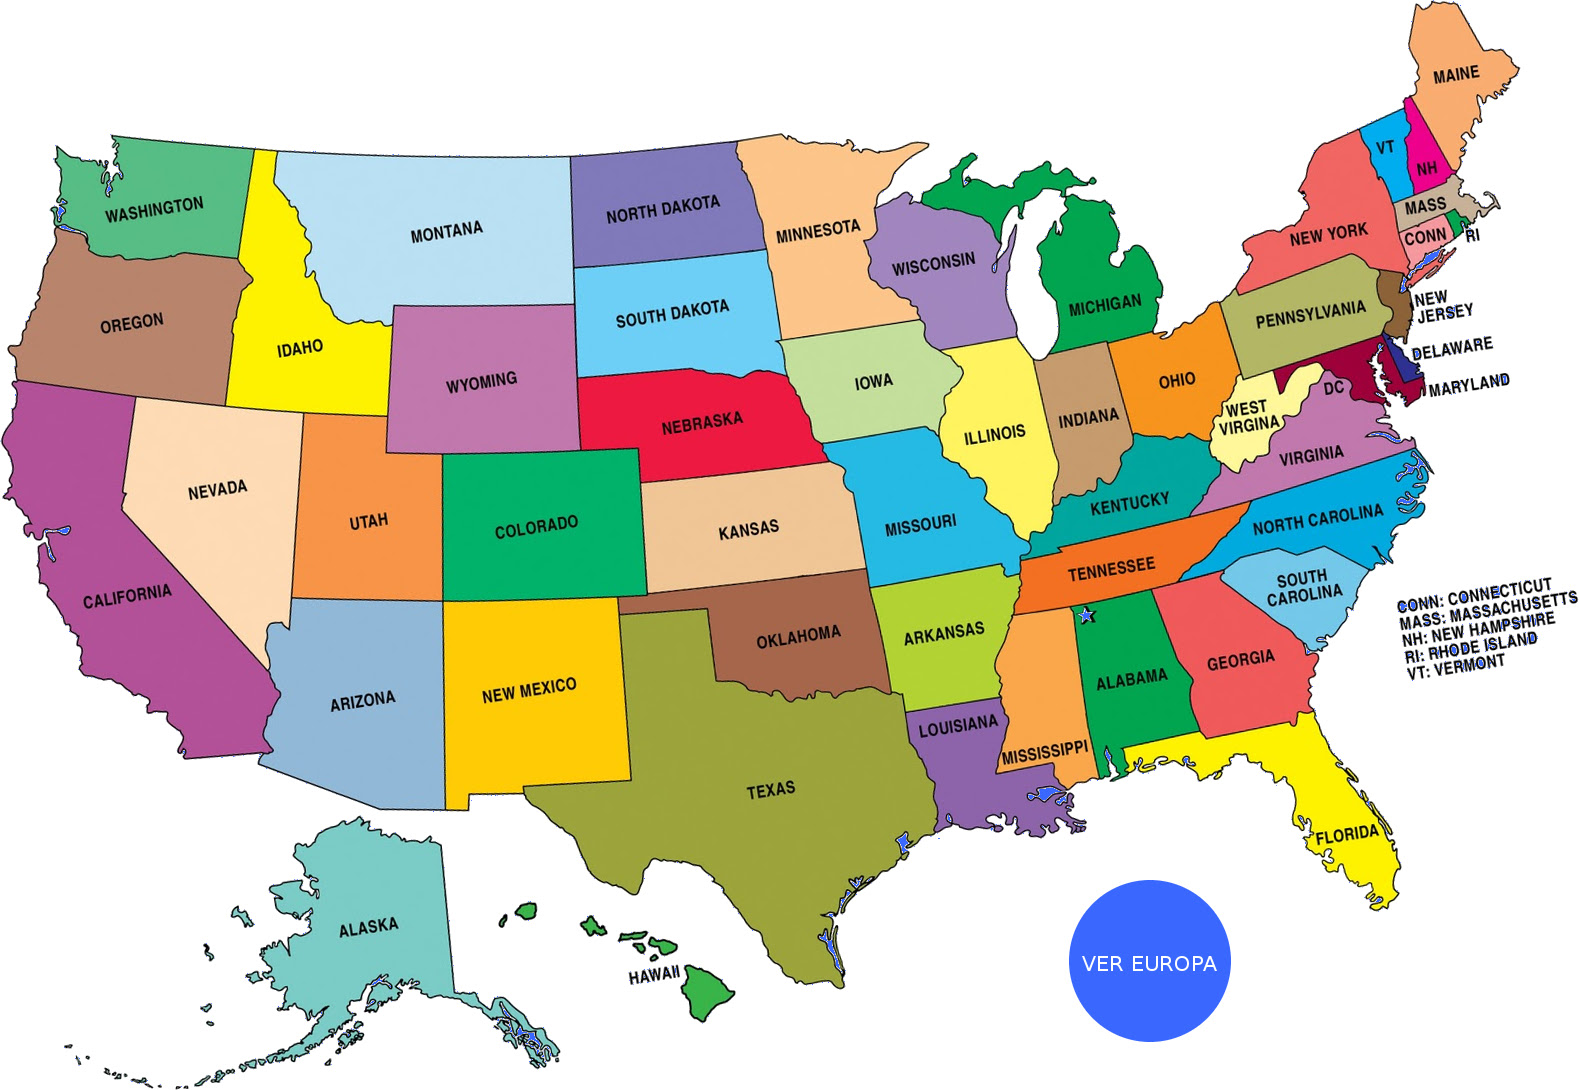 MAINE
VT
NH
WASHINGTON
MONTANA
NORTH DAKOTA
MINNESOTA
MASS
NEW YORK
CONN
RI
WISCONSIN
OREGON
IDAHO
SOUTH DAKOTA
MICHIGAN
PENNSYLVANIA
NEW
JERSEY
DELAWARE
WYOMING
IOWA
OHIO
DC
MARYLAND
NEBRASKA
ILLINOIS
INDIANA
WEST
VIRGINA
VIRGINIA
NEVADA
UTAH
COLORADO
KANSAS
MISSOURI
KENTUCKY
NORTH CAROLINA
CALIFORNIA
TENNESSEE
SOUTH
CAROLINA
CONN: CONNECTICUT
MASS: MASSACHUSETTS
NH: NEW HAMPSHIRE
RI: RHODE ISLAND
VT: VERMONT
OKLAHOMA
ARKANSAS
ARIZONA
NEW MEXICO
ALABAMA
GEORGIA
LOUISIANA
MISSISSIPPI
TEXAS
FLORIDA
ALASKA
HAWAII
VER EUROPA